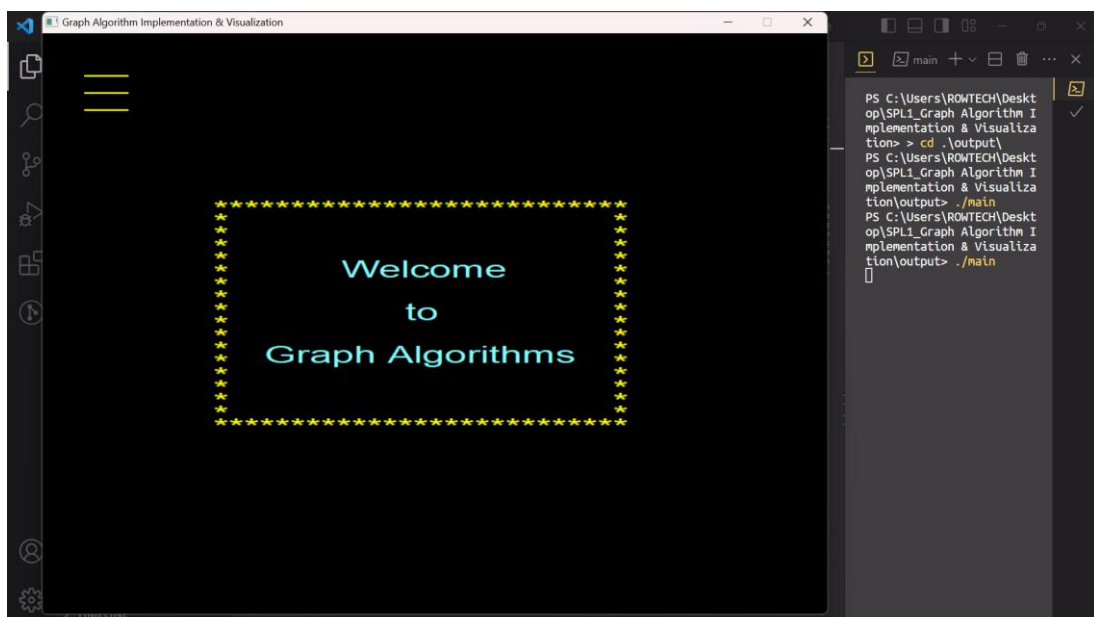 Graph Algorithm Implementation & Visualization
***************************
Welcome
to
Graph Algorithms
***************************
main
PS C:\Users\ROWTECH\Deskt
op\SPL1_Graph Algorithm I
mplementation & Visualiza
tion> > cd .\output\
PS C:\Users\ROWTECH\Deskt
op\SPL1_Graph Algorithm I
mplementation & Visualiza
tion\output> ./main
PS C:\Users\ROWTECH\Deskt
op\SPL1_Graph Algorithm I
mplementation & Visualiza
tion\output> ./main